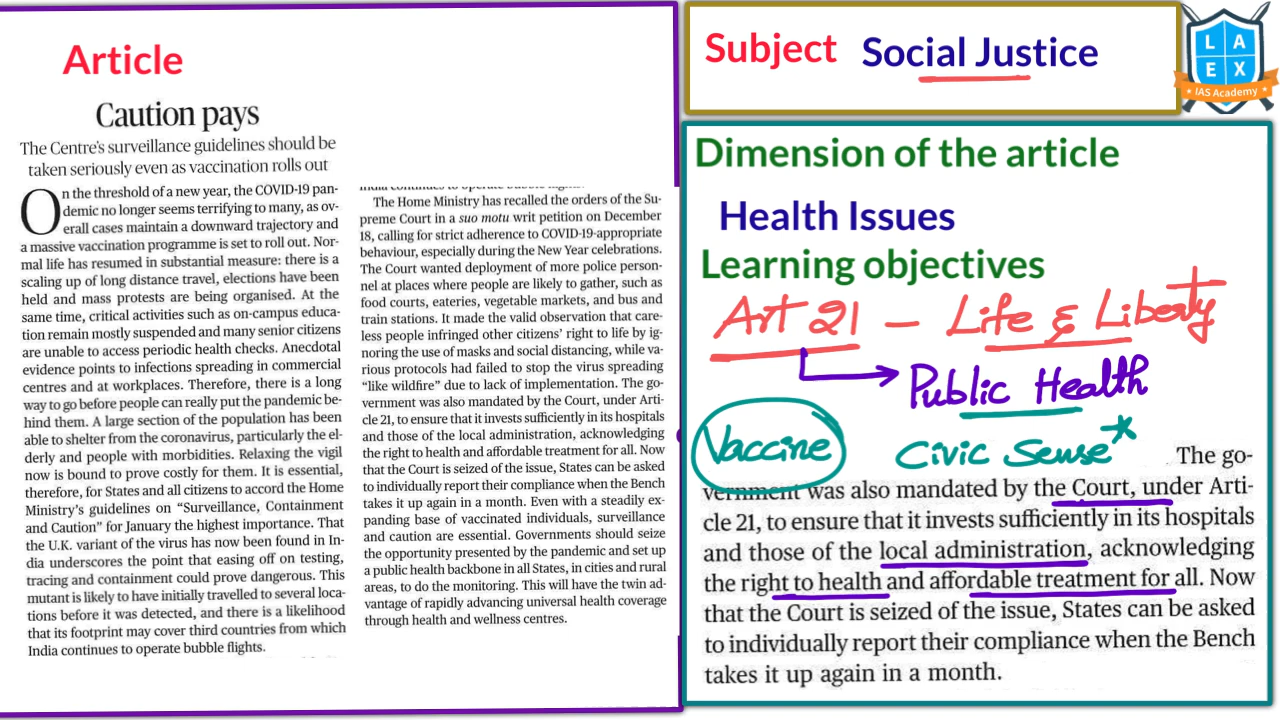 Article
Caution pays
The Centre's surveillance guidelines should be
taken seriously even as vaccination rolls out
On the threshold of a new year, the COVID-19 pan-
demic no longer seems terrifying to many, as ov-
erall cases maintain a downward trajectory and
a massive vaccination programme is set to roll out. Nor-
mal life has resumed in substantial measure: there is a
scaling up of long distance travel, elections have been
held and mass protests are being organised. At the
same time, critical activities such as on-campus educa-
tion remain mostly suspended and many senior citizens
are unable to access periodic health checks. Anecdotal
evidence points to infections spreading in commercial
centres and at workplaces. Therefore, there is a long
way to go before people can really put the pandemic be-
hind them. A large section of the population has been
able to shelter from the coronavirus, particularly the el-
derly and people with morbidities. Relaxing the vigil
now is bound to prove costly for them. It is essential,
therefore, for States and all citizens to accord the Home
Ministry's guidelines on “Surveillance, Containment
and Caution” for January the highest importance. That
the U.K. variant of the virus has now been found in In-
dia underscores the point that easing off on testing,
tracing and containment could prove dangerous. This
mutant is likely to have initially travelled to several loca-
tions before it was detected, and there is a likelihood
that its footprint may cover third countries from which
India continues to operate bubble flights.
India continues to operate bubble flights.
The Home Ministry has recalled the orders of the Su-
preme Court in a suo motu writ petition on December
18, calling for strict adherence to COVID-19-appropriate
behaviour, especially during the New Year celebrations.
The Court wanted deployment of more police person-
nel at places where people are likely to gather, such as
food courts, eateries, vegetable markets, and bus and
train stations. It made the valid observation that care-
less people infringed other citizens' right to life by ig-
noring the use of masks and social distancing, while va-
rious protocols had failed to stop the virus spreading
“like wildfire” due to lack of implementation. The go-
vernment was also mandated by the Court, under Arti-
cle 21, to ensure that it invests sufficiently in its hospitals
and those of the local administration, acknowledging
the right to health and affordable treatment for all. Now
that the Court is seized of the issue, States can be asked
to individually report their compliance when the Bench
takes it up again in a month. Even with a steadily ex-
panding base of vaccinated individuals, surveillance
and caution are essential. Governments should seize
the opportunity presented by the pandemic and set up
a public health backbone in all States, in cities and rural
areas, to do the monitoring. This will have the twin ad-
vantage of rapidly advancing universal health coverage
through health and wellness centres.
Subject Social Justice
L A
E X
IAS Academy
Dimension of the article
Health Issues
Learning objectives
Art 21 – Life & Liberty
Public Health
Vaccine Civic Sense*
The go-
vernment was also mandated by the Court, under Arti-
cle 21, to ensure that it invests sufficiently in its hospitals
and those of the local administration, acknowledging
the right to health and affordable treatment for all. Now
that the Court is seized of the issue, States can be asked
to individually report their compliance when the Bench
takes it up again in a month.